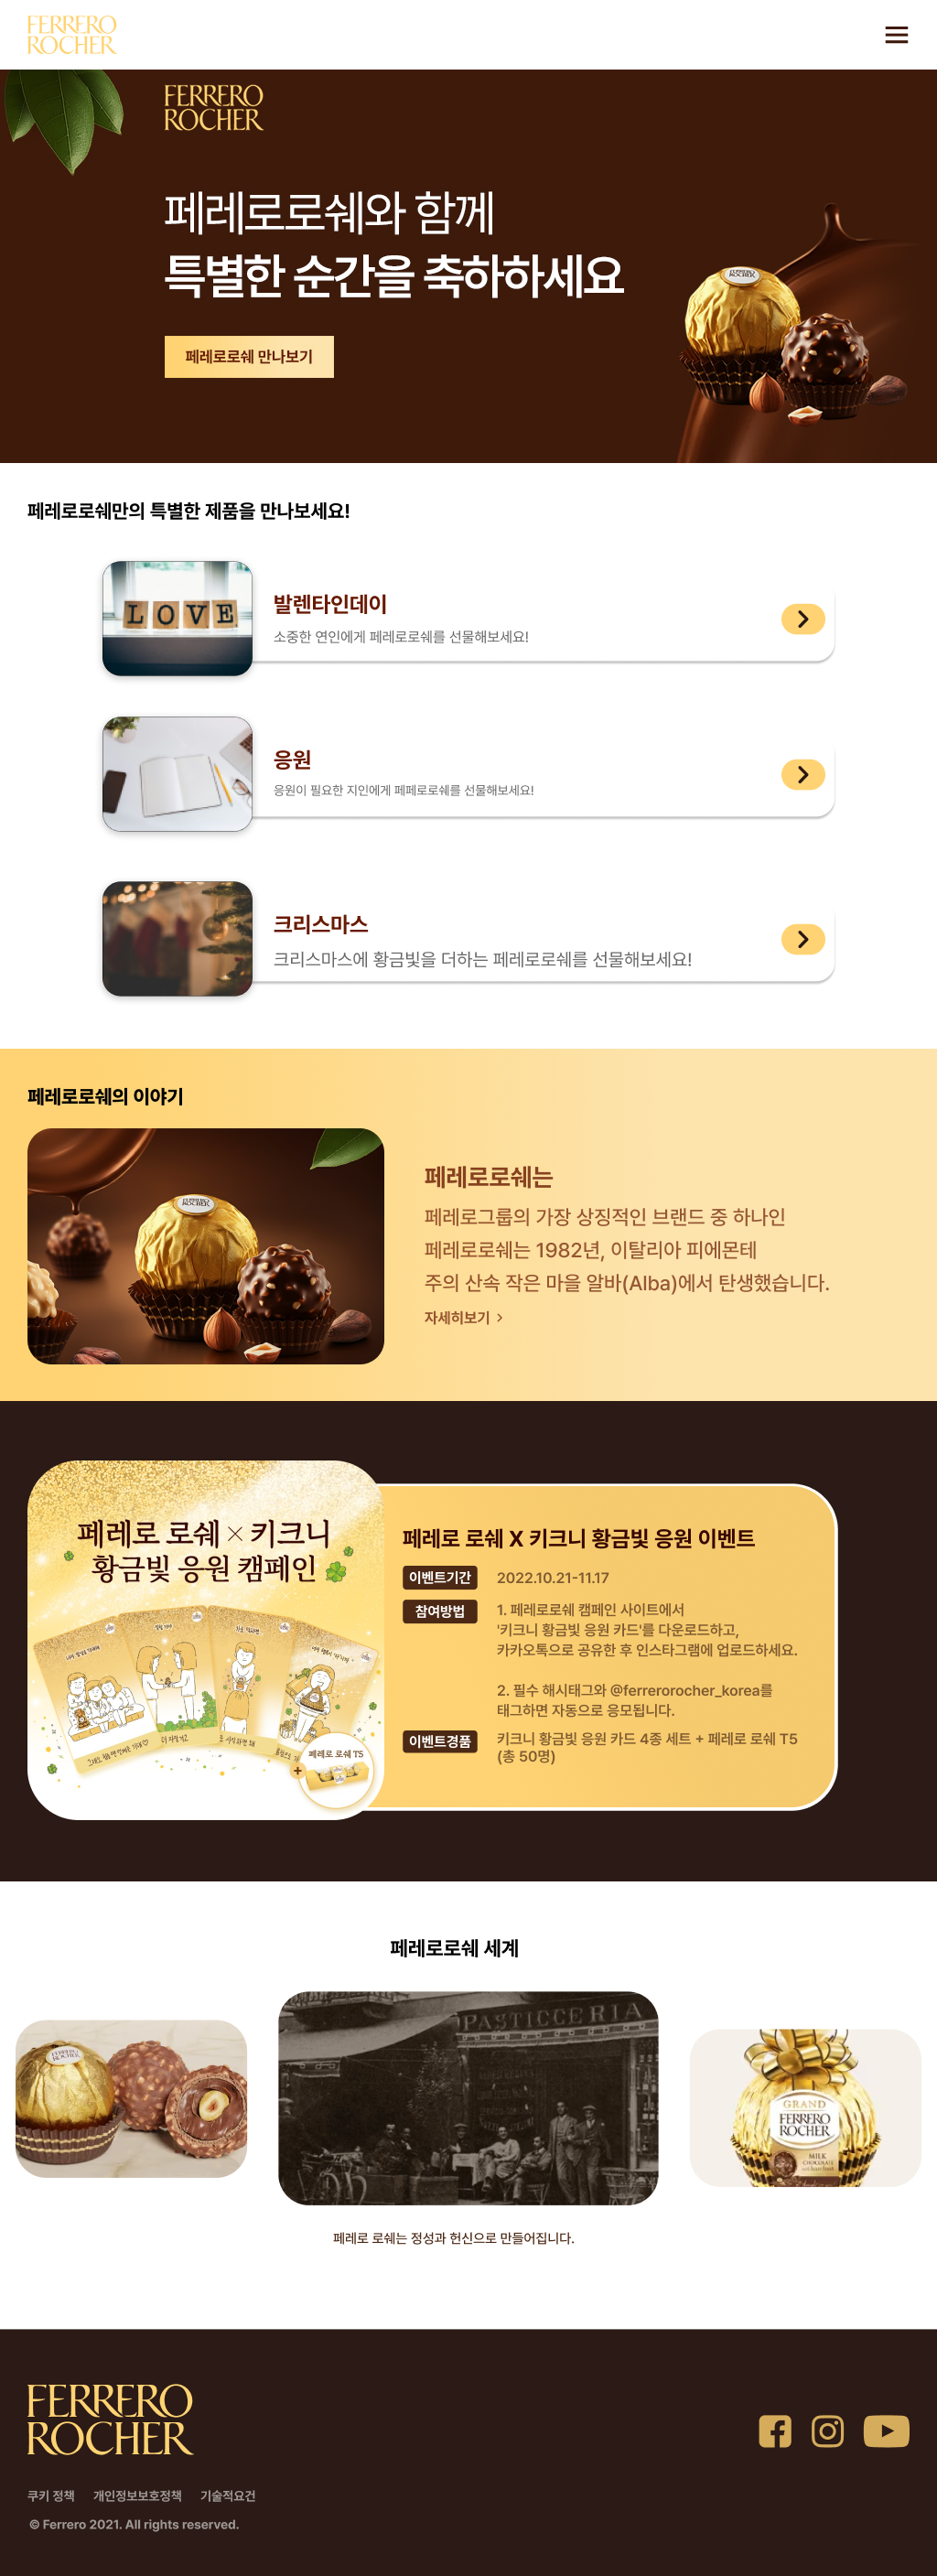 FERRERO
ROCHER
FERRERO
ROCHER
페레로로쉐와 함께
특별한 순간을 축하하세요
페레로로쉐 만나보기
FERRERO
ROCHER
페레로로쉐만의 특별한 제품을 만나보세요!
LOVE
발렌타인데이
소중한 연인에게 페레로로쉐를 선물해보세요!
응원
응원이 필요한 지인에게 페페로로쉐를 선물해보세요!
크리스마스
크리스마스에 황금빛을 더하는 페레로로쉐를 선물해보세요!
페레로로쉐의 이야기
FERRERO
ROCHER
페레로로쉐는
페레로그룹의 가장 상징적인 브랜드 중 하나인
페레로로쉐는 1982년, 이탈리아 피에몬테
주의 산속 작은 마을 알바(Alba)에서 탄생했습니다.
자세히보기 >
페레로 로쉐 × 키크니
황금빛 응원 캠페인
페레로 로쉐 T5
+
페레로 로쉐 X 키크니 황금빛 응원 이벤트
이벤트기간
2022.10.21-11.17
참여방법
1. 페레로로쉐 캠페인 사이트에서
'키크니 황금빛 응원 카드'를 다운로드하고,
카카오톡으로 공유한 후 인스타그램에 업로드하세요.
2. 필수 해시태그와 @ferrerorocher_korea를
태그하면 자동으로 응모됩니다.
이벤트경품
키크니 황금빛 응원 카드 4종 세트 + 페레로 로쉐 T5
(총 50명)
페레로로쉐 세계
FERRERO
ROCHER
PASTICCERIA
GRAND
FERRERO
ROCHER
MILK
CHOCOLATE
페레로 로쉐는 정성과 헌신으로 만들어집니다.
FERRERO
ROCHER
쿠키 정책 개인정보보호정책 기술적요건
© Ferrero 2021. All rights reserved.